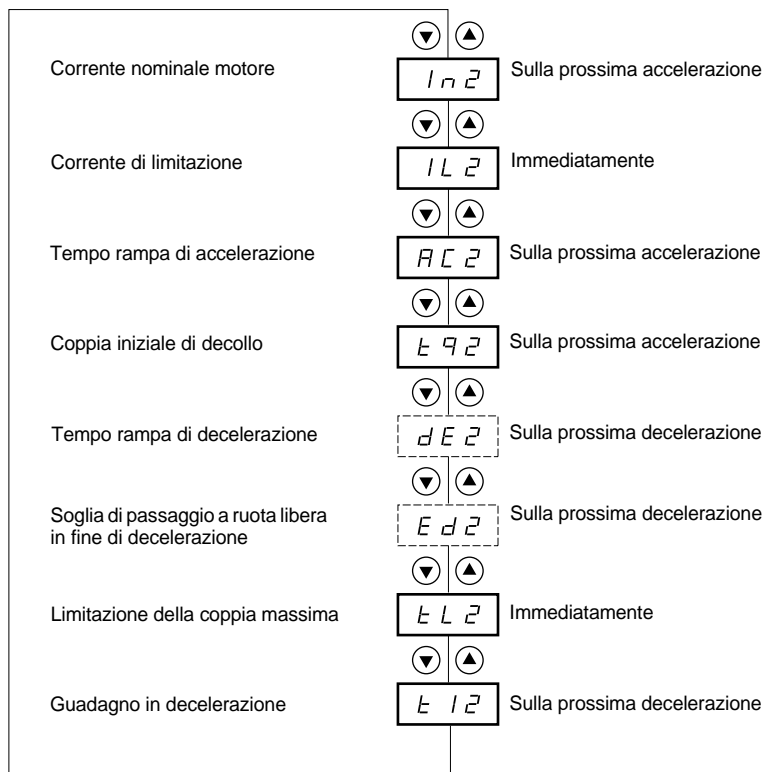 Corrente nominale motore
In2
Sulla prossima accelerazione
Corrente di limitazione
IL2
Immediatamente
Tempo rampa di accelerazione
AC2
Sulla prossima accelerazione
Coppia iniziale di decollo
tq2
Sulla prossima accelerazione
Tempo rampa di decelerazione
dE2
Sulla prossima decelerazione
Soglia di passaggio a ruota libera
in fine di decelerazione
Ed2
Sulla prossima decelerazione
Limitazione della coppia massima
tL2
Immediatamente
Guadagno in decelerazione
tI2
Sulla prossima decelerazione